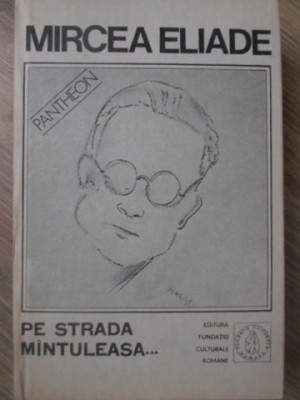 MIRCEA ELIADE
PANTHEON
PE STRADA
MÎNTULEASA...
EDITURA
FUNDAȚIEI
CULTURALE
ROMÂNE